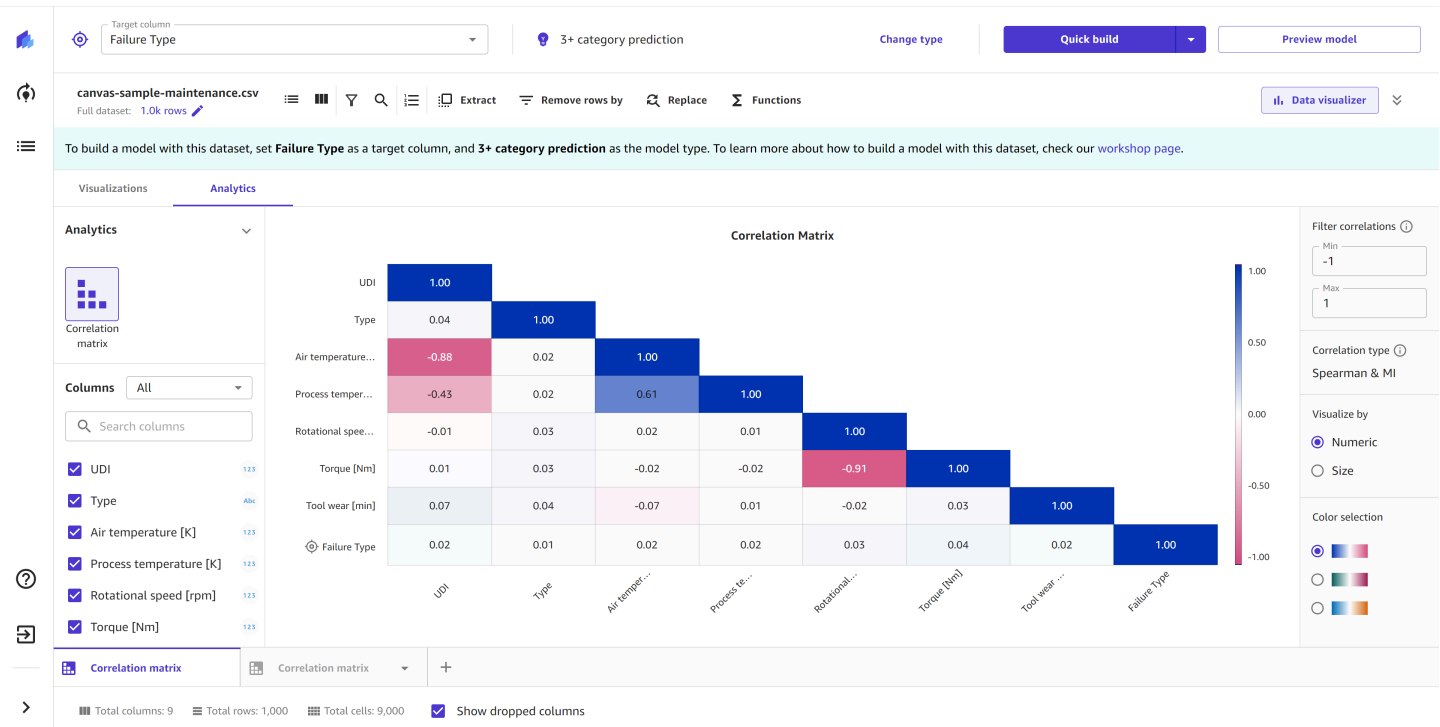 Target column
Failure Type
3+ category prediction
Change type
Quick build
Preview model
canvas-sample-maintenance.csv
Full dataset: 1.0k rows
Extract
Remove rows by
Replace
Functions
Data visualizer
To build a model with this dataset, set Failure Type as a target column, and 3+ category prediction as the model type. To learn more about how to build a model with this dataset, check our workshop page.
Visualizations
Analytics
Analytics
Correlation
matrix
Columns
All
Search columns
UDI 123
Type Abc
Air temperature [K] 123
Process temperature [K] 123
Rotational speed [rpm] 123
Torque [Nm] 123
Correlation Matrix
UDI 1.00
Type 0.04 1.00
Air temperature... -0.88 0.02 1.00
Process temper... -0.43 0.02 0.61 1.00
Rotational spee... -0.01 0.03 0.02 0.01 1.00
Torque [Nm] 0.01 0.03 -0.02 -0.02 -0.91 1.00
Tool wear [min] 0.07 0.04 -0.07 0.01 -0.02 0.03 1.00
Failure Type 0.02 0.01 0.02 0.02 0.03 0.04 0.02 1.00
UDI Type Air temper... Process te... Rotational... Torque [Nm] Tool wear ... Failure Type
1.00
0.50
0.00
-0.50
-1.00
Filter correlations
Min
-1
Max
1
Correlation type
Spearman & MI
Visualize by
Numeric
Size
Color selection
Correlation matrix
Correlation matrix
Total columns: 9
Total rows: 1,000
Total cells: 9,000
Show dropped columns